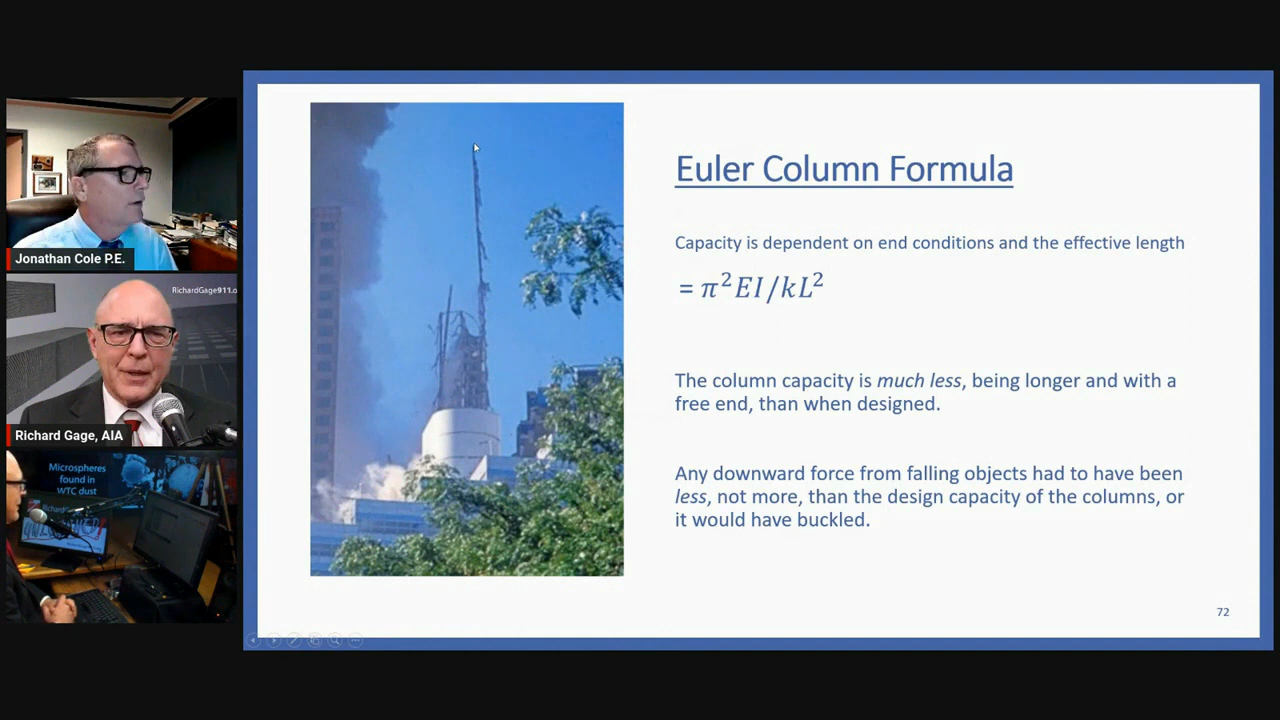 Jonathan Cole P.E.
RichardGage911.o
Richard Gage, AIA
Microspheres
found in
WTC dust
Euler Column Formula
Capacity is dependent on end conditions and the effective length
= π²EI/kL²
The column capacity is much less, being longer and with a
free end, than when designed.
Any downward force from falling objects had to have been
less, not more, than the design capacity of the columns, or
it would have buckled.
72